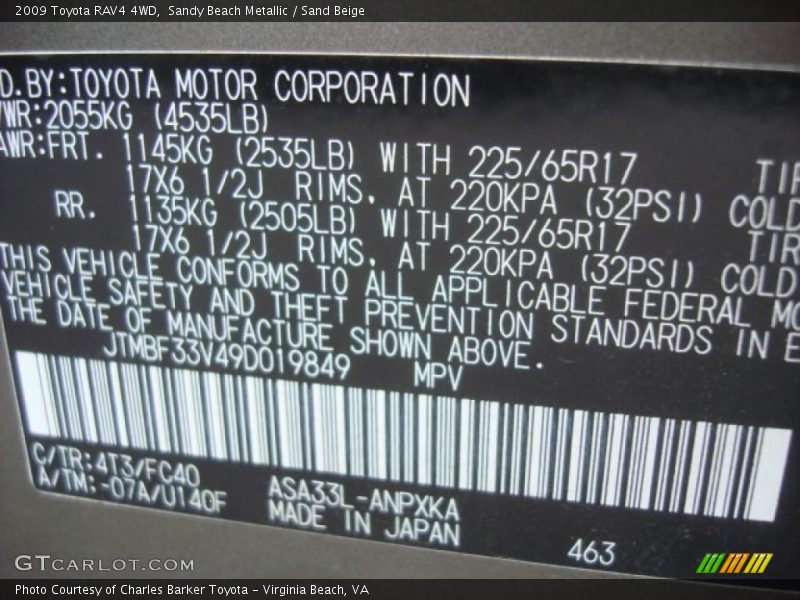 2009 Toyota RAV4 4WD, Sandy Beach Metallic / Sand Beige
D.BY:TOYOTA MOTOR CORPORATION
VWR:2055KG (4535LB)
AWR:FRT. 1145KG (2535LB) WITH 225/65R17 TIR
17X6 1/2J RIMS, AT 220KPA (32PSI) COLD
RR. 1135KG (2505LB) WITH 225/65R17 TIR
17X6 1/2J RIMS, AT 220KPA (32PSI) COLD
THIS VEHICLE CONFORMS TO ALL APPLICABLE FEDERAL MO
VEHICLE SAFETY AND THEFT PREVENTION STANDARDS IN E
THE DATE OF MANUFACTURE SHOWN ABOVE.
JTMBF33V49D019849 MPV
C/TR:4T3/FC40
A/TM:-07A/U140F
ASA33L-ANPXKA
MADE IN JAPAN
463
GTCARLOT.COM
Photo Courtesy of Charles Barker Toyota - Virginia Beach, VA